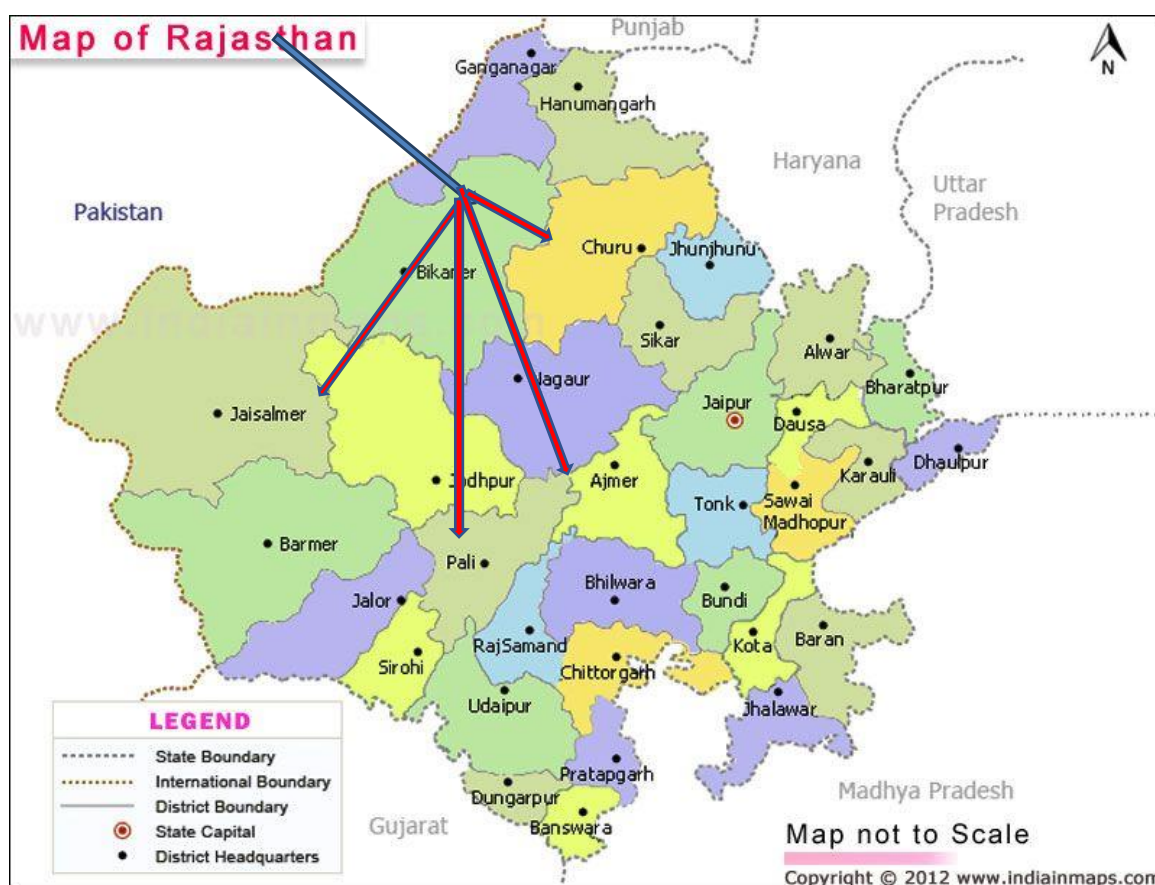 Map of Rajasthan
Punjab
N
Ganganagar
Hanumangarh
Haryana
Uttar
Pradesh
Pakistan
Churu
Jhunjhunu
Bikaner
www.indiainmaps.com
Sikar
Alwar
Nagaur
Bharatpur
Jaisalmer
Jaipur
Dausa
Dhaulpur
Karauli
Jodhpur
Ajmer
Tonk
Sawai
Madhopur
Barmer
Pali
Bhilwara
Jalor
Bundi
RajSamand
Kota
Baran
Sirohi
Chittorgarh
Udaipur
Jhalawar
Pratapgarh
Dungarpur
Banswara
Gujarat
Madhya Pradesh
LEGEND
State Boundary
International Boundary
District Boundary
State Capital
District Headquarters
Map not to Scale
Copyright © 2012 www.indiainmaps.com